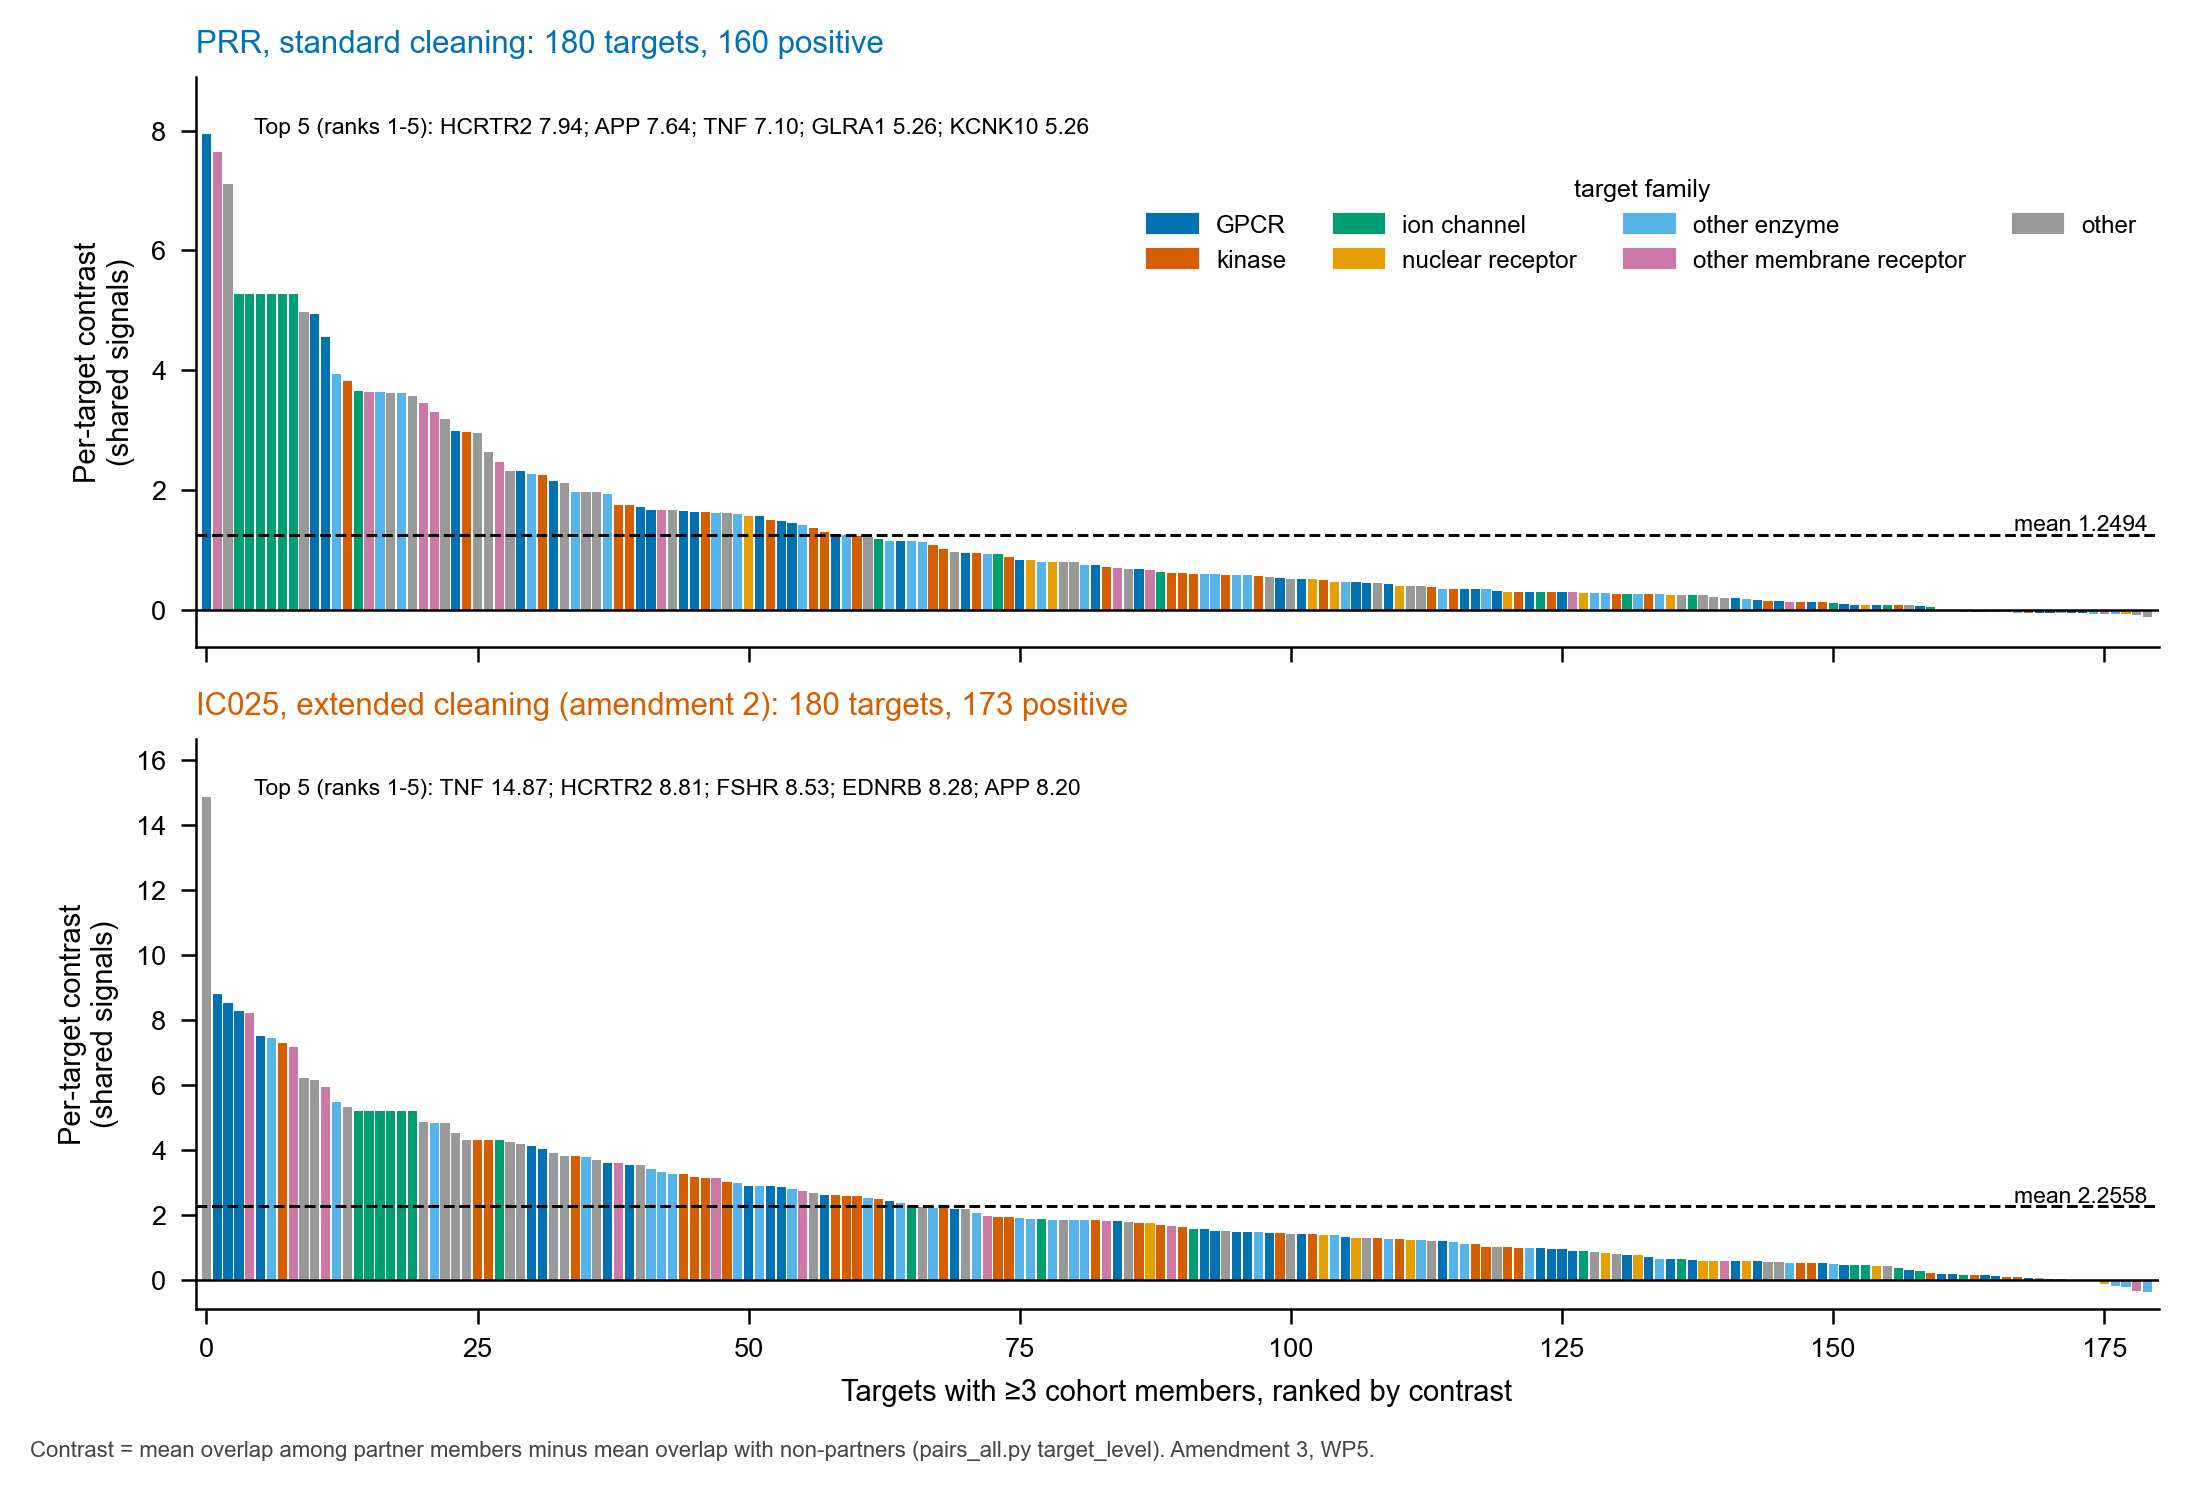 PRR, standard cleaning: 180 targets, 160 positive
Top 5 (ranks 1-5): HCRTR2 7.94; APP 7.64; TNF 7.10; GLRA1 5.26; KCNK10 5.26
target family
GPCR
kinase
ion channel
nuclear receptor
other enzyme
other membrane receptor
other
Per-target contrast
(shared signals)
8
6
4
2
0
mean 1.2494
IC025, extended cleaning (amendment 2): 180 targets, 173 positive
Top 5 (ranks 1-5): TNF 14.87; HCRTR2 8.81; FSHR 8.53; EDNRB 8.28; APP 8.20
Per-target contrast
(shared signals)
16
14
12
10
8
6
4
2
0
mean 2.2558
0 25 50 75 100 125 150 175
Targets with ≥3 cohort members, ranked by contrast
Contrast = mean overlap among partner members minus mean overlap with non-partners (pairs_all.py target_level). Amendment 3, WP5.